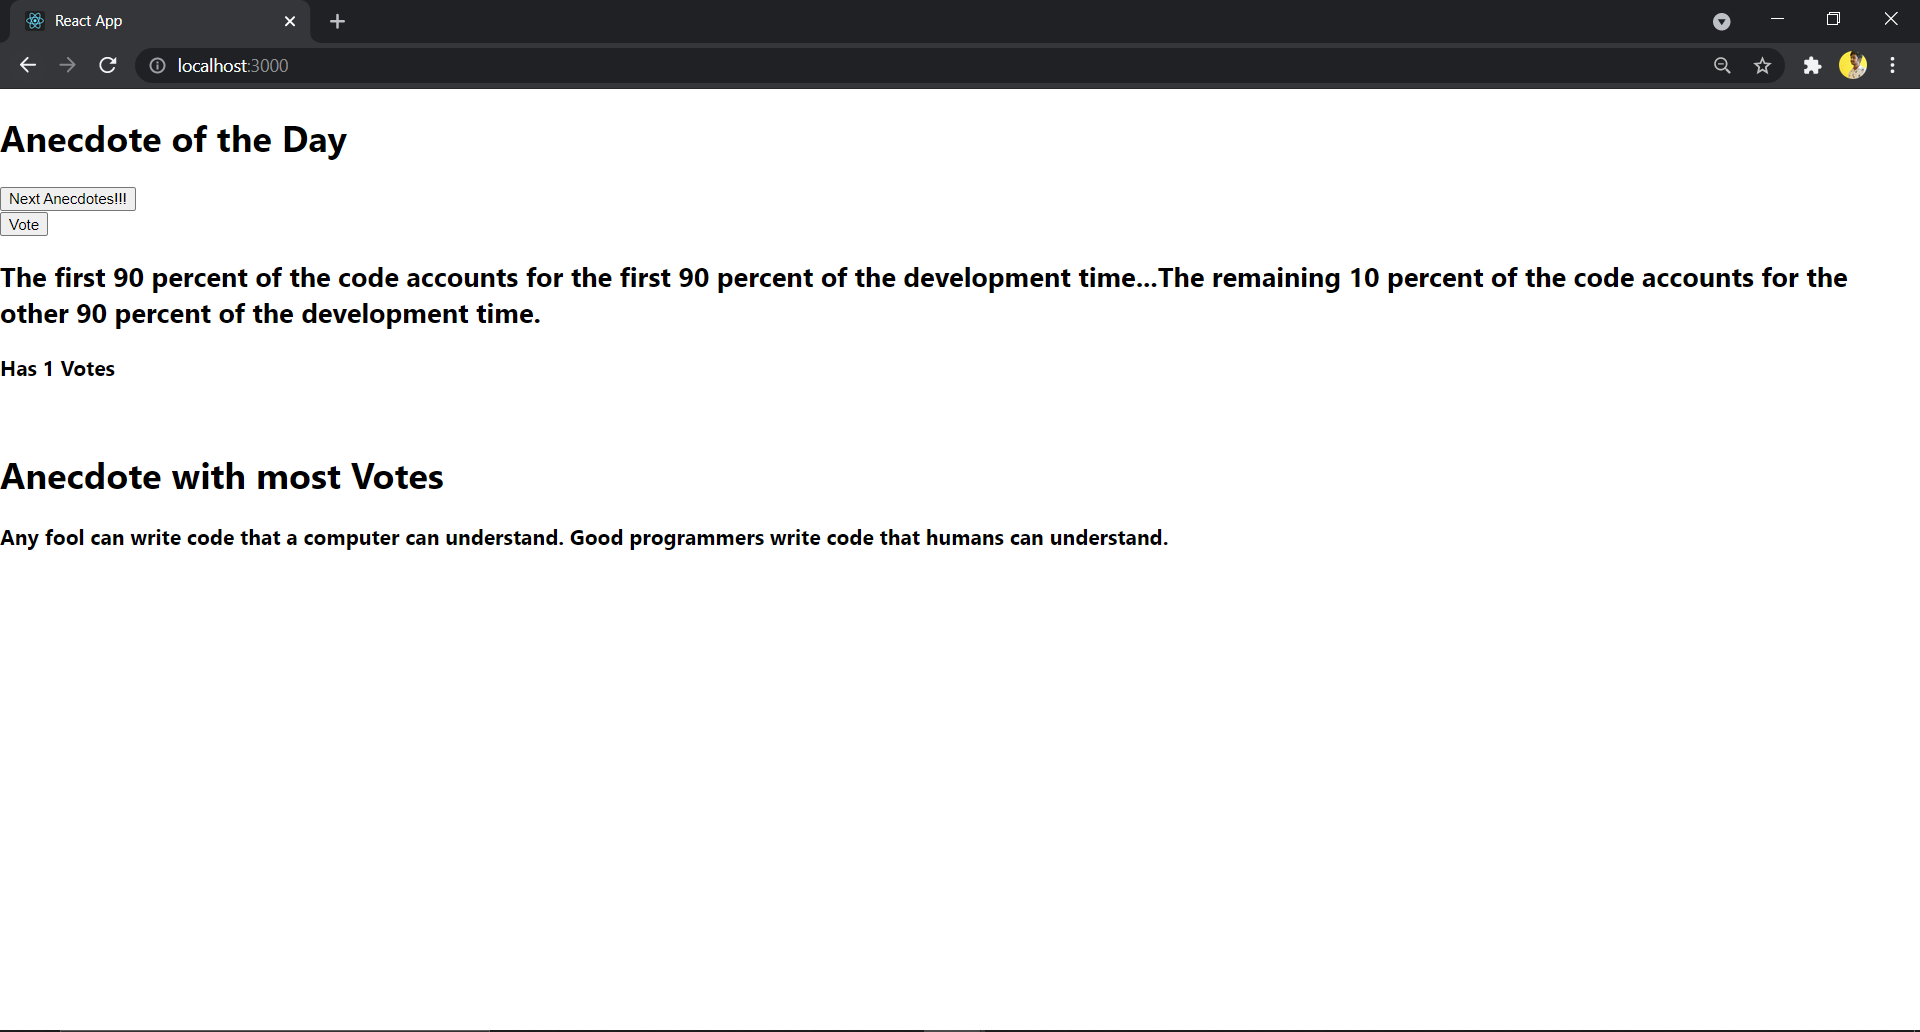 React App
localhost:3000
Anecdote of the Day
Next Anecdotes!!!
Vote
The first 90 percent of the code accounts for the first 90 percent of the development time...The remaining 10 percent of the code accounts for the
other 90 percent of the development time.
Has 1 Votes
Anecdote with most Votes
Any fool can write code that a computer can understand. Good programmers write code that humans can understand.